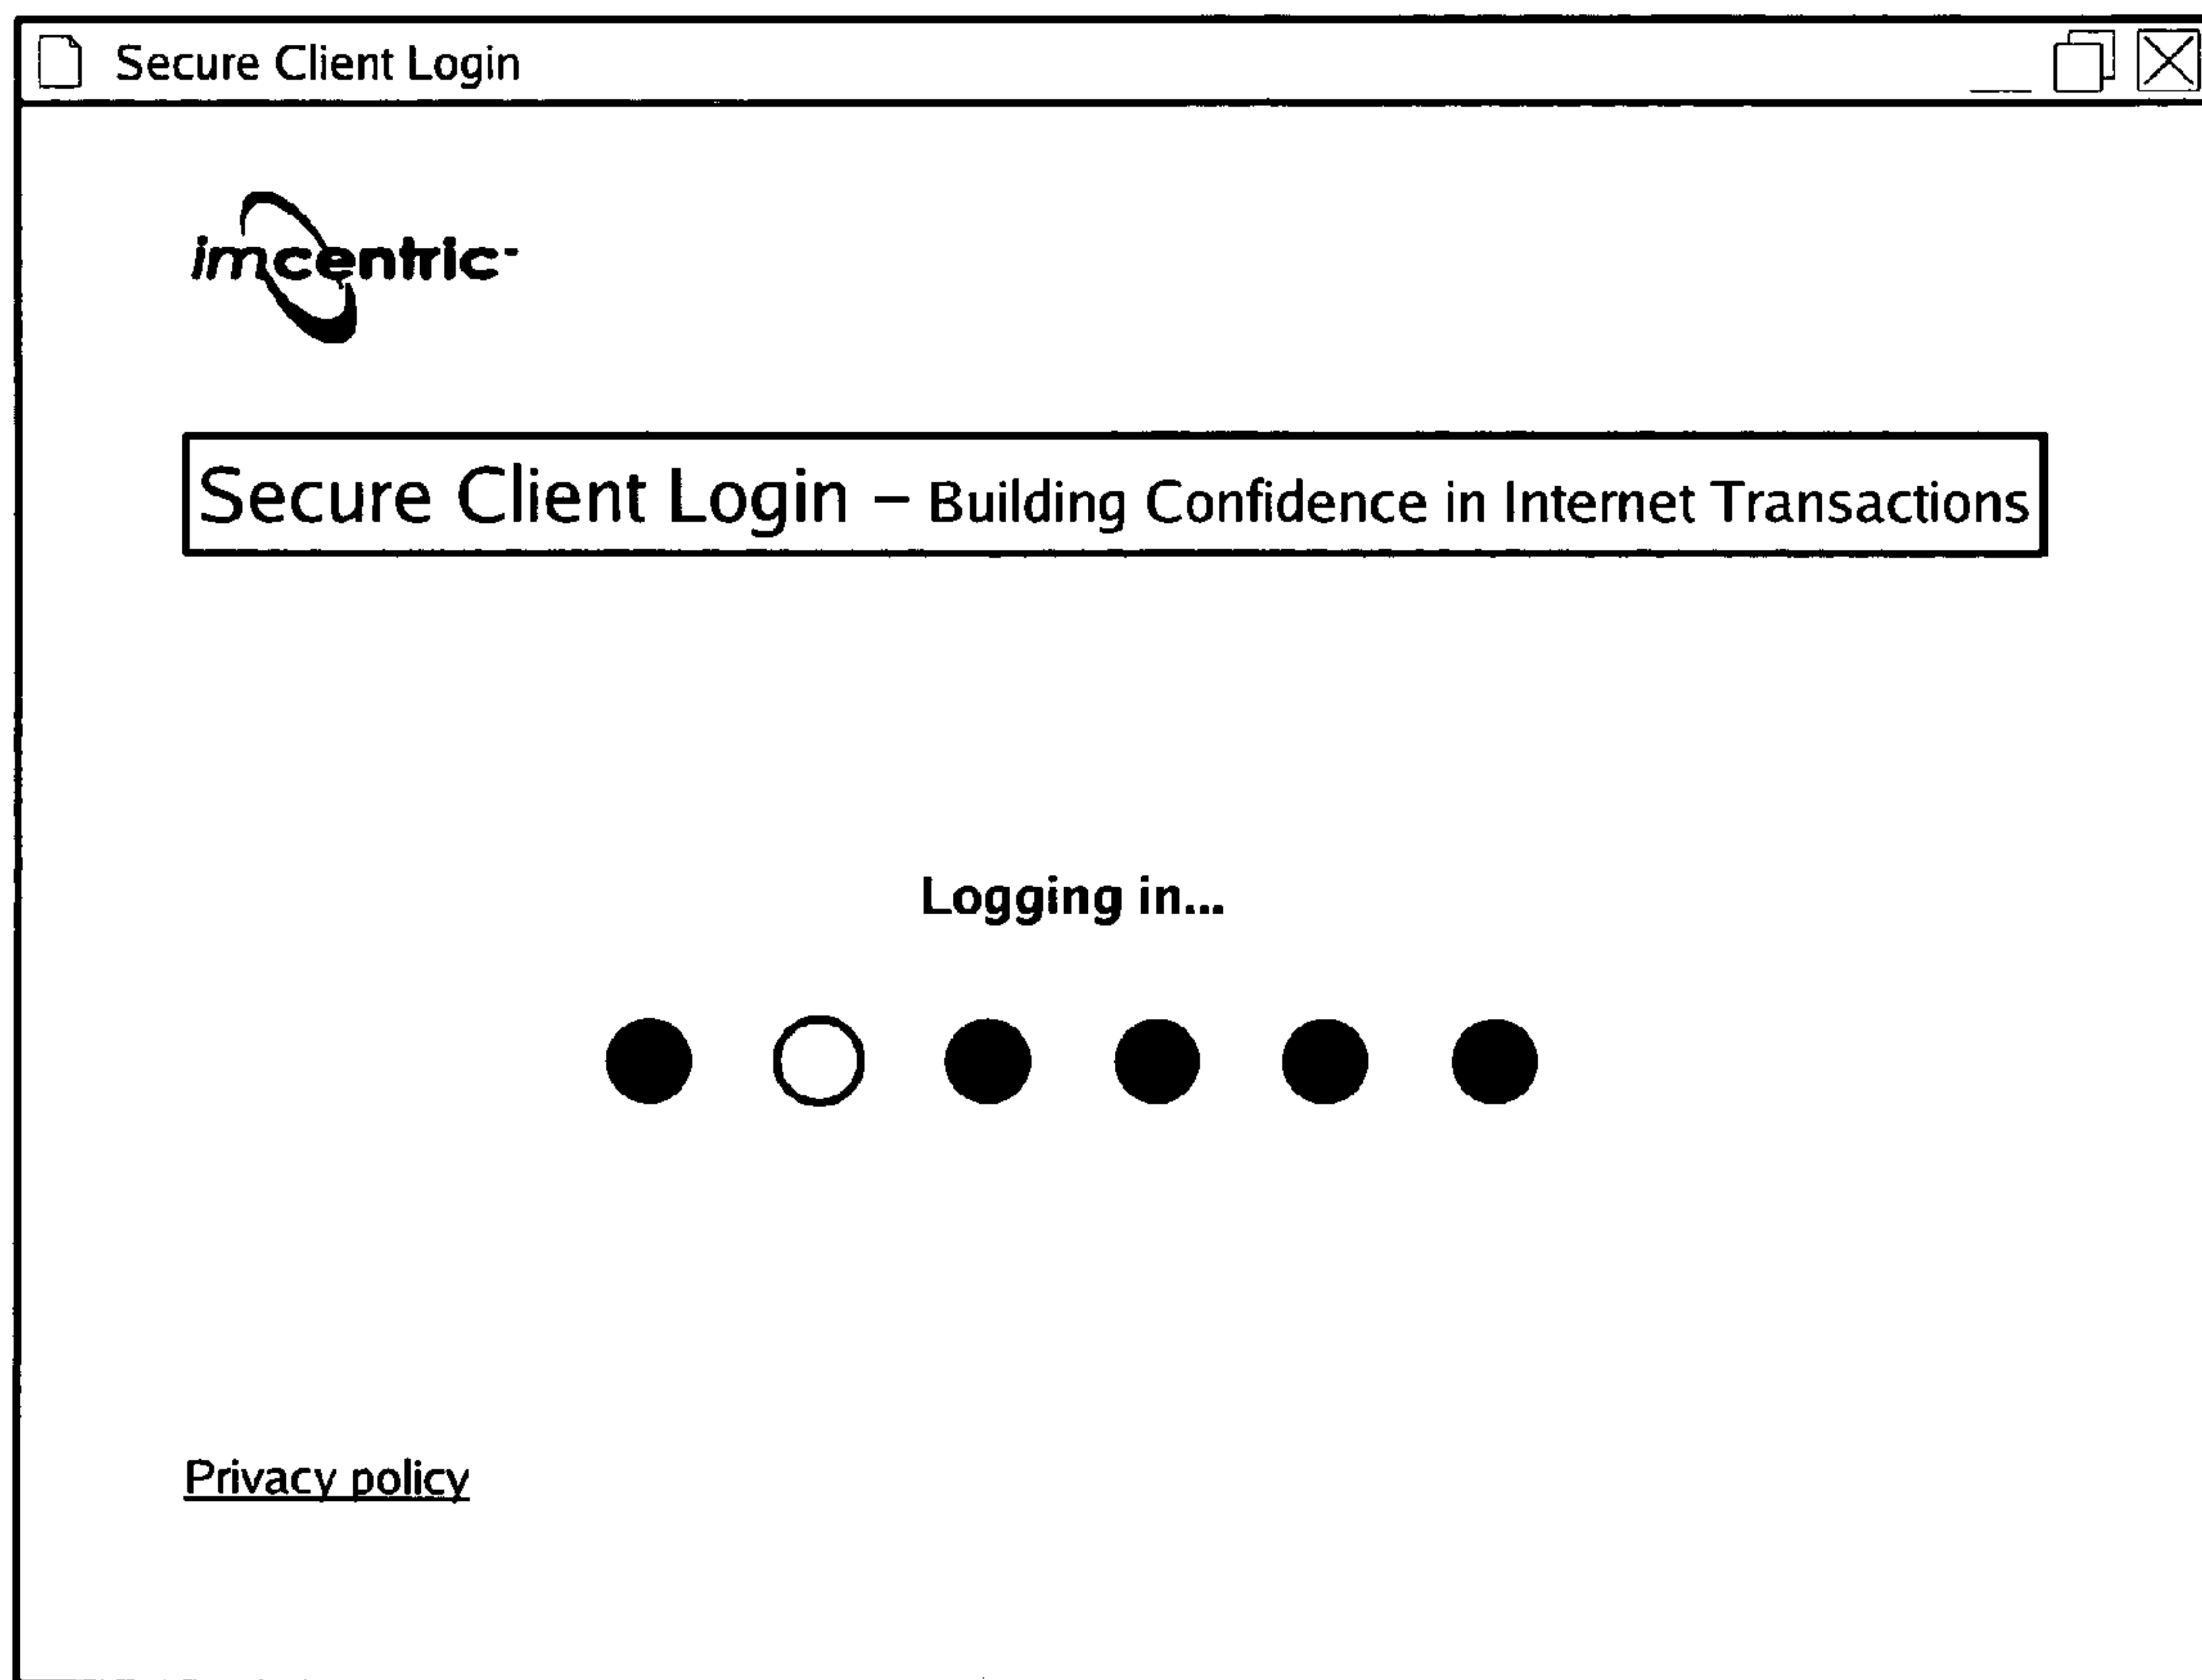 Secure Client Login
imcentric
Secure Client Login – Building Confidence in Internet Transactions
Logging in...
Privacy policy